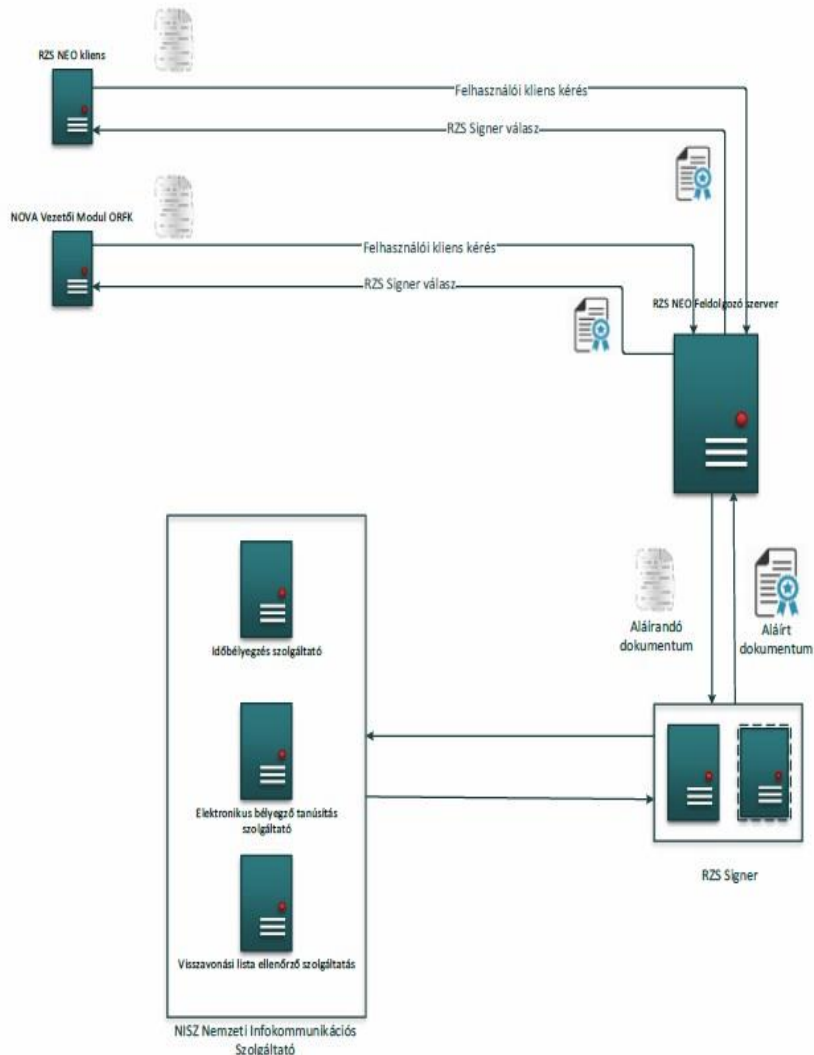 RZS NEO kliens
Felhasználói kliens kérés
RZS Signer válasz
NOVA Vezetői Modul ORFK
Felhasználói kliens kérés
RZS Signer válasz
RZS NEO Feldolgozó szerver
Időbélyegzés szolgáltató
Aláírandó
dokumentum
Aláírt
dokumentum
Elektronikus bélyegző tanúsítás
szolgáltató
RZS Signer
Visszavonási lista ellenőrző szolgáltatás
NISZ Nemzeti Infokommunikációs
Szolgáltató